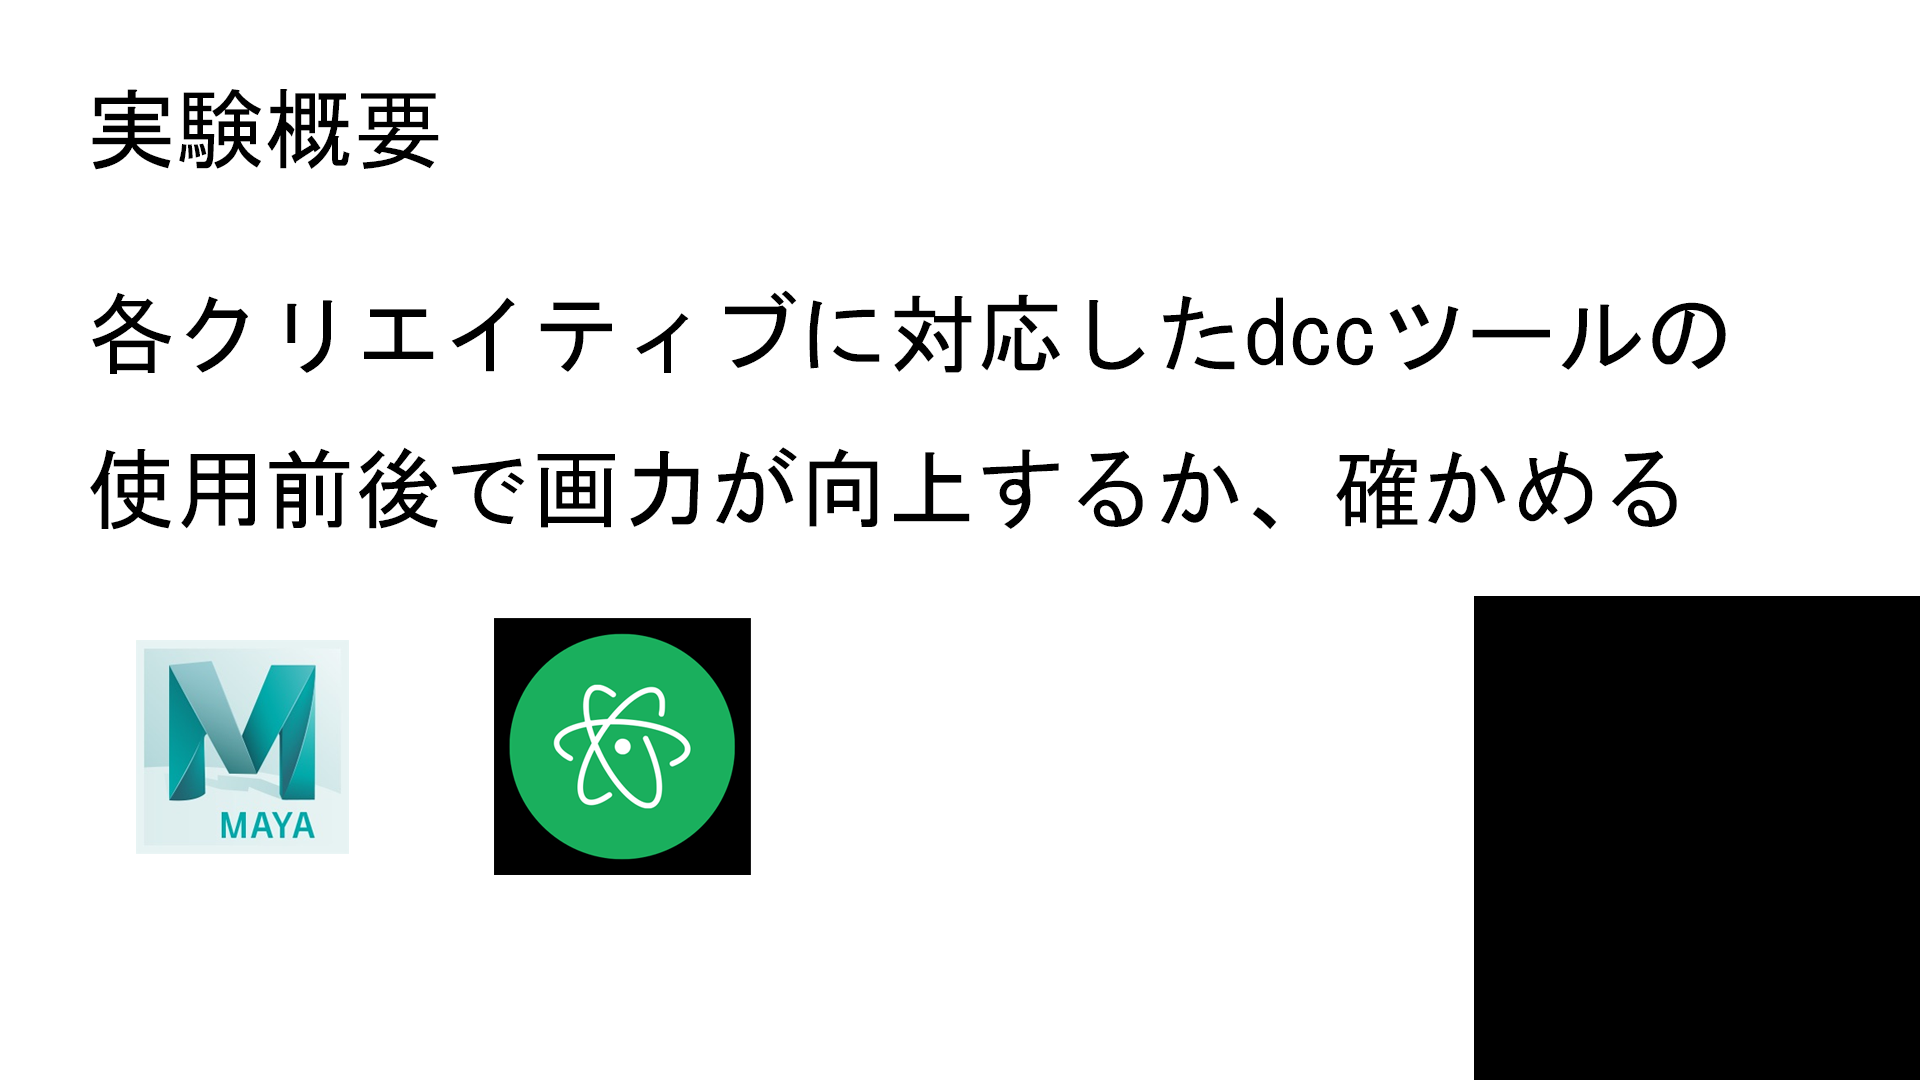 実験概要
各クリエイティブに対応したdccツールの
使用前後で画力が向上するか、確かめる
MAYA